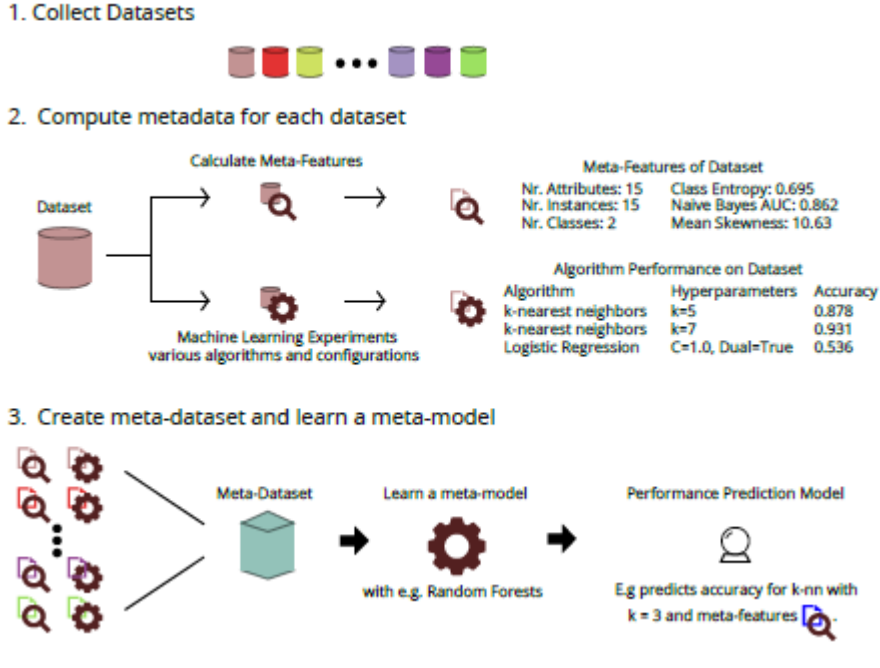 1. Collect Datasets
2. Compute metadata for each dataset
Calculate Meta-Features
Dataset
Meta-Features of Dataset
Nr. Attributes: 15 Class Entropy: 0.695
Nr. Instances: 15 Naive Bayes AUC: 0.862
Nr. Classes: 2 Mean Skewness: 10.63
Machine Learning Experiments
various algorithms and configurations
Algorithm Performance on Dataset
Algorithm Hyperparameters Accuracy
k-nearest neighbors k=5 0.878
k-nearest neighbors k=7 0.931
Logistic Regression C=1.0, Dual=True 0.536
3. Create meta-dataset and learn a meta-model
Meta-Dataset
Learn a meta-model
with e.g. Random Forests
Performance Prediction Model
E.g predicts accuracy for k-nn with
k = 3 and meta-features .